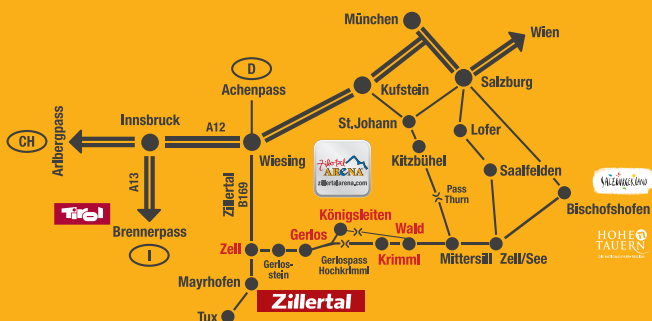 München
Wien
D
Achenpass
Kufstein
Salzburg
Innsbruck
A12
St.Johann
Lofer
CH
Arlbergpass
Wiesing
Zillertal
ARENA
zillertalarena.com
Kitzbühel
Saalfelden
A13
Zillertal
B169
Pass
Thurn
SALZBURGERLAND
Tirol
Königsleiten
Bischofshofen
Brennerpass
Gerlos
Wald
HOHE
TAUERN
I
Zell
Gerlos-
stein
Gerlospass
Hochkrimml
Krimml
Mittersill
Zell/See
Mayrhofen
Zillertal
Tux